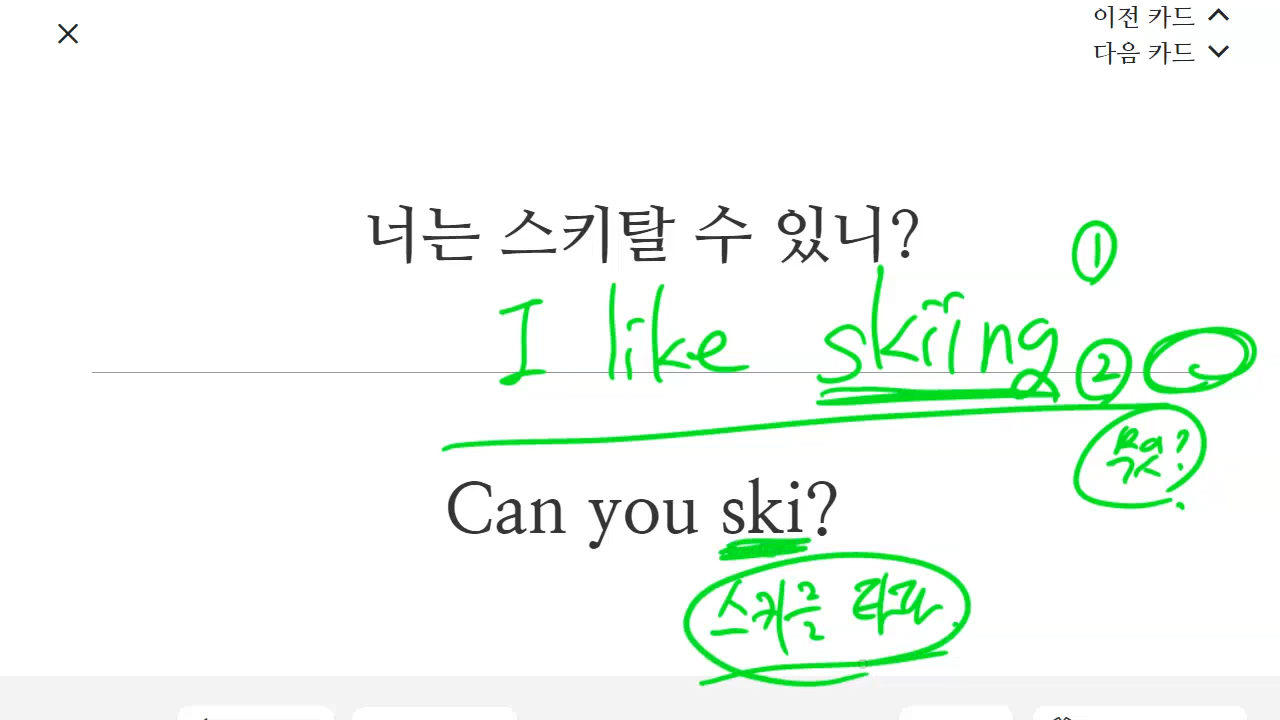 이전 카드
다음 카드
너는 스키탈 수 있니?
①
I like skiing
②
Can you ski?
스키를 타다.